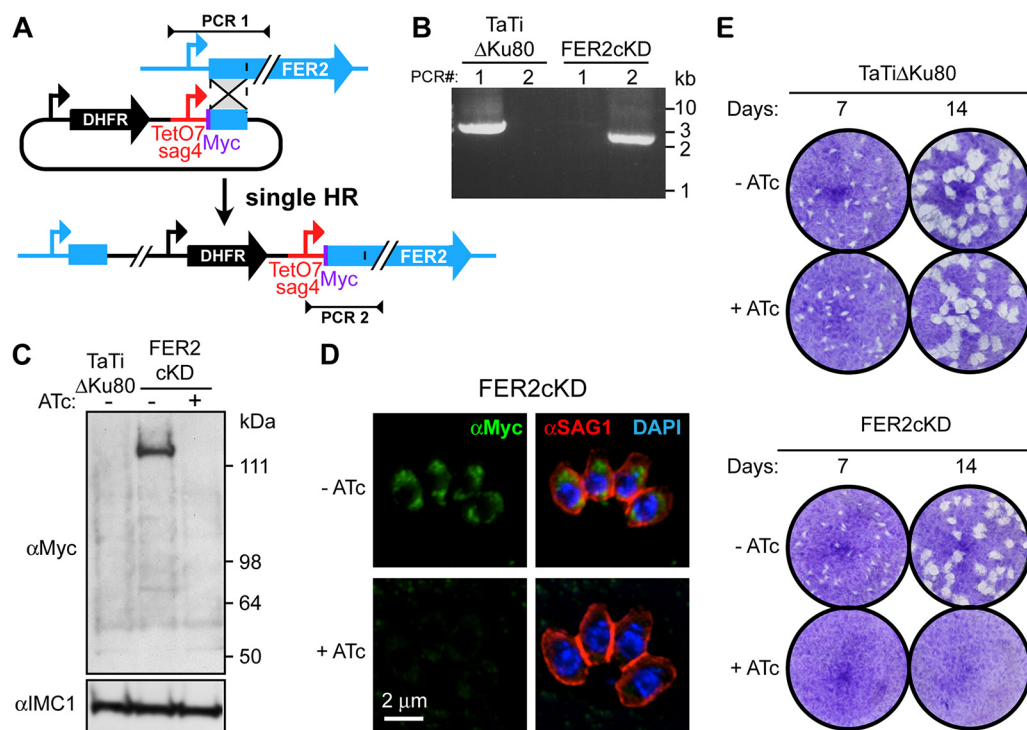 A
PCR 1
FER2
DHFR
TetO7
sag4
Myc
single HR
DHFR
FER2
TetO7
sag4
Myc
PCR 2
B
TaTi
ΔKu80
FER2cKD
PCR#:
1
2
1
2
kb
10
3
2
1
C
TaTi
ΔKu80
FER2
cKD
ATc:
-
-
+
kDa
111
98
64
50
αMyc
αIMC1
D
FER2cKD
αMyc
αSAG1
DAPI
- ATc
+ ATc
2 μm
E
TaTiΔKu80
Days:
7
14
- ATc
+ ATc
FER2cKD
Days:
7
14
- ATc
+ ATc